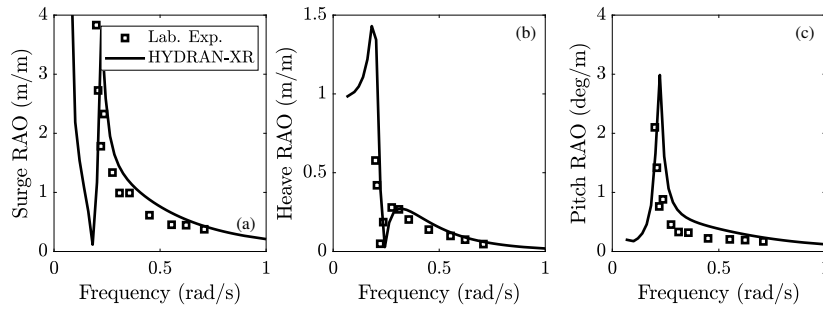 Surge RAO (m/m)
4
3
2
1
0
0
0.5
1
Frequency (rad/s)
Lab. Exp.
HYDRAN-XR
(a)
Heave RAO (m/m)
1.5
1
0.5
0
0
0.5
1
Frequency (rad/s)
(b)
Pitch RAO (deg/m)
4
3
2
1
0
0
0.5
1
Frequency (rad/s)
(c)